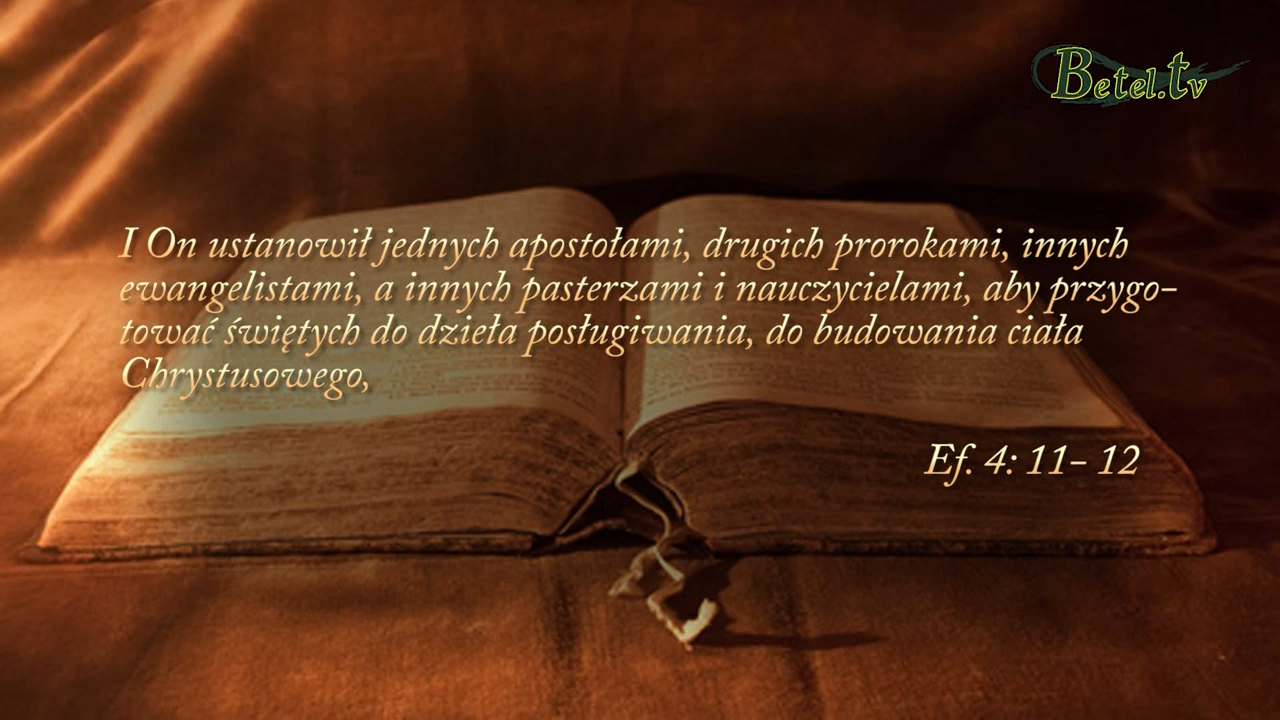 Betel.tv
I On ustanowił jednych apostołami, drugich prorokami, innych
ewangelistami, a innych pasterzami i nauczycielami, aby przygo-
tować świętych do dzieła posługiwania, do budowania ciała
Chrystusowego,
Ef. 4: 11- 12